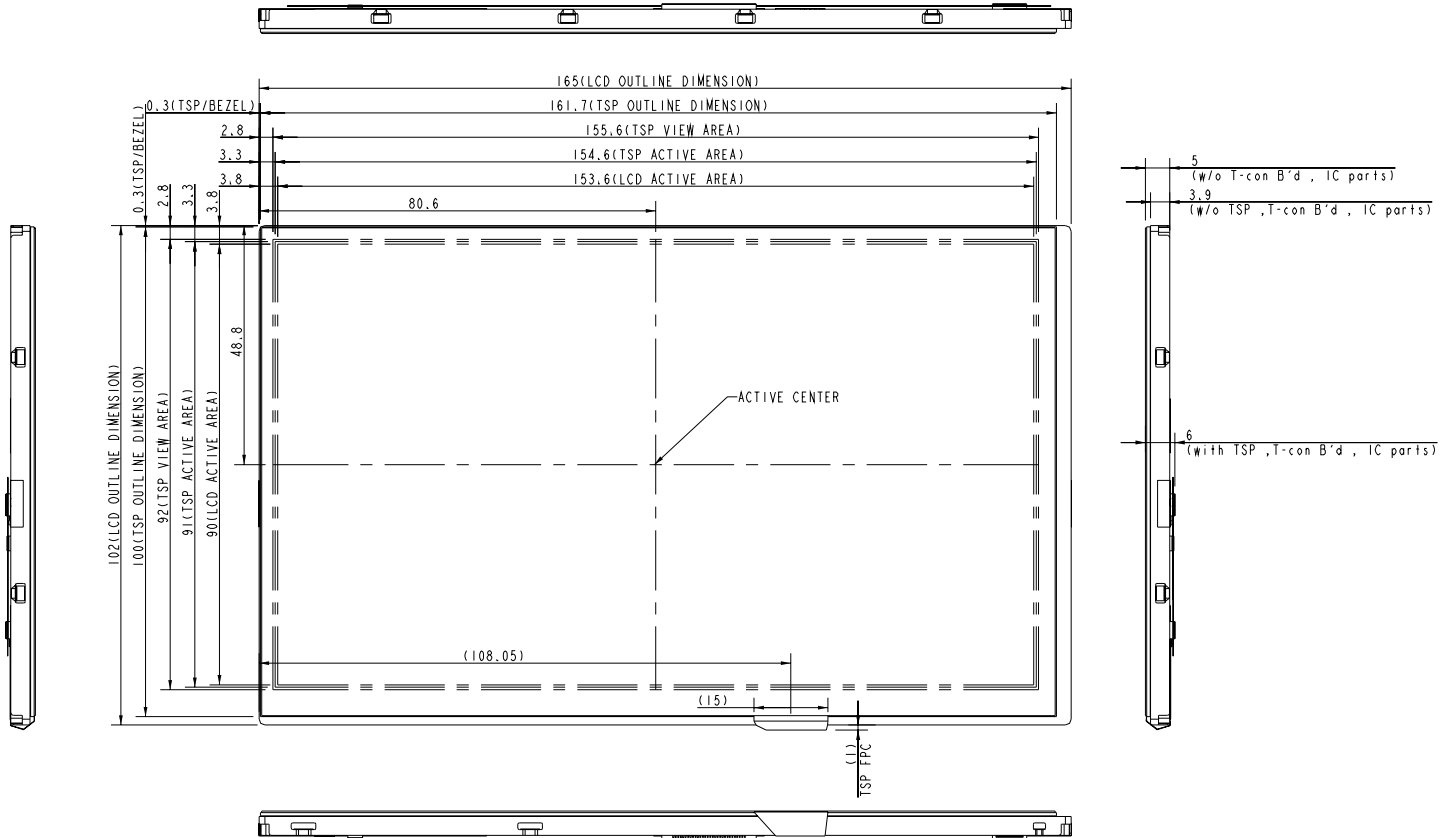 165(LCD OUTLINE DIMENSION)
0.3(TSP/BEZEL)
161.7(TSP OUTLINE DIMENSION)
2.8
155.6(TSP VIEW AREA)
3.3
154.6(TSP ACTIVE AREA)
3.8
153.6(LCD ACTIVE AREA)
80.6
0.3(TSP/BEZEL)
2.8
3.3
3.8
5
(w/o T-con B'd , IC parts)
3.9
(w/o TSP ,T-con B'd , IC parts)
48.8
ACTIVE CENTER
102(LCD OUTLINE DIMENSION)
100(TSP OUTLINE DIMENSION)
92(TSP VIEW AREA)
91(TSP ACTIVE AREA)
90(LCD ACTIVE AREA)
6
(with TSP ,T-con B'd , IC parts)
(108.05)
(15)
(1)
TSP FPC